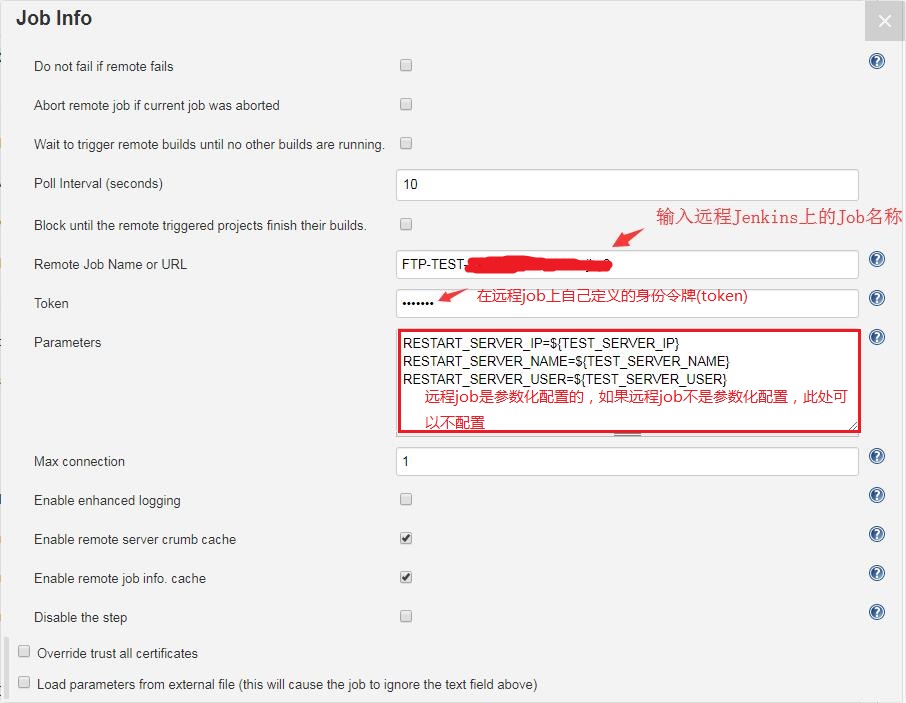 Job Info
Do not fail if remote fails
Abort remote job if current job was aborted
Wait to trigger remote builds until no other builds are running.
Poll Interval (seconds)
10
Block until the remote triggered projects finish their builds.
输入远程Jenkins上的Job名称
Remote Job Name or URL
FTP-TEST-
Token
•••••••
在远程job上自己定义的身份令牌(token)
Parameters
RESTART_SERVER_IP=${TEST_SERVER_IP}
RESTART_SERVER_NAME=${TEST_SERVER_NAME}
RESTART_SERVER_USER=${TEST_SERVER_USER}
远程job是参数化配置的，如果远程job不是参数化配置，此处可
以不配置
Max connection
1
Enable enhanced logging
Enable remote server crumb cache
Enable remote job info. cache
Disable the step
Override trust all certificates
Load parameters from external file (this will cause the job to ignore the text field above)